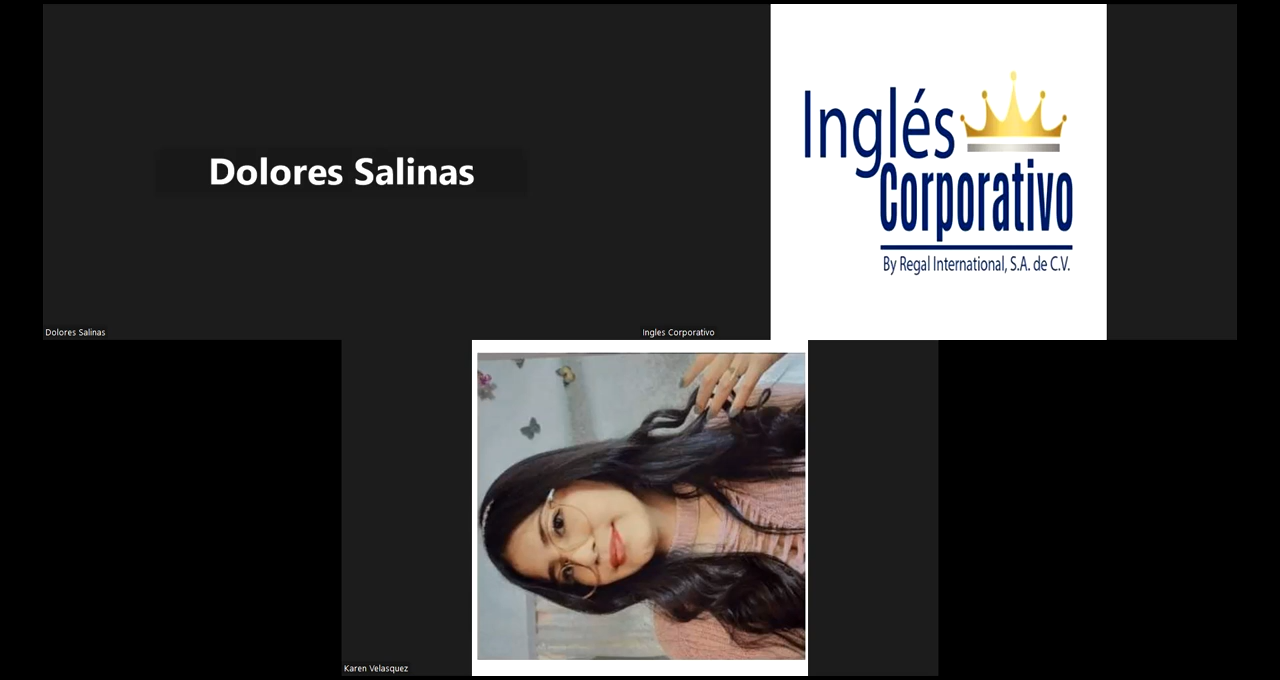 Dolores Salinas
Inglés
Corporativo
By Regal International, S.A. de C.V.
Dolores Salinas
Ingles Corporativo
Karen Velasquez